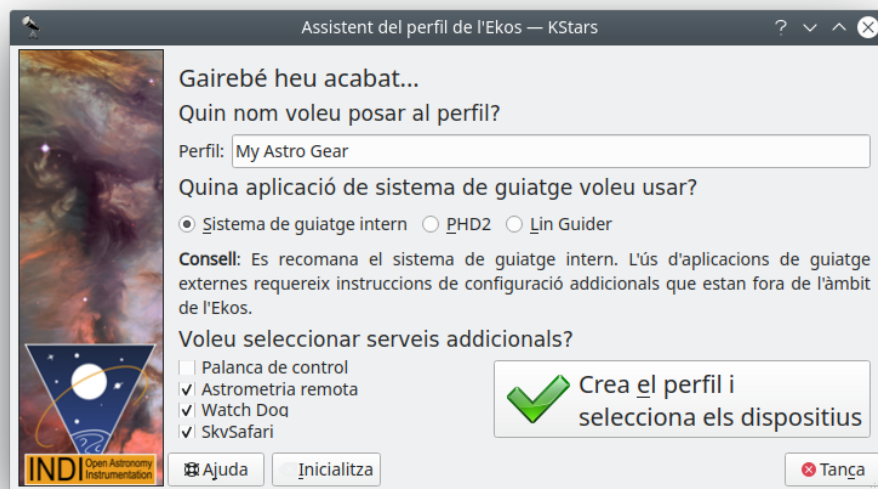 Assistent del perfil de l'Ekos — KStars
Gairebé heu acabat...
Quin nom voleu posar al perfil?
Perfil: My Astro Gear
Quina aplicació de sistema de guiatge voleu usar?
Sistema de guiatge intern PHD2 Lin Guider
Consell: Es recomana el sistema de guiatge intern. L'ús d'aplicacions de guiatge
externes requereix instruccions de configuració addicionals que estan fora de l'àmbit
de l'Ekos.
Voleu seleccionar serveis addicionals?
Palanca de control
Astrometria remota
Watch Dog
SkySafari
Crea el perfil i
selecciona els dispositius
INDI Open Astronomy
Instrumentation
Ajuda Inicialitza Tanca